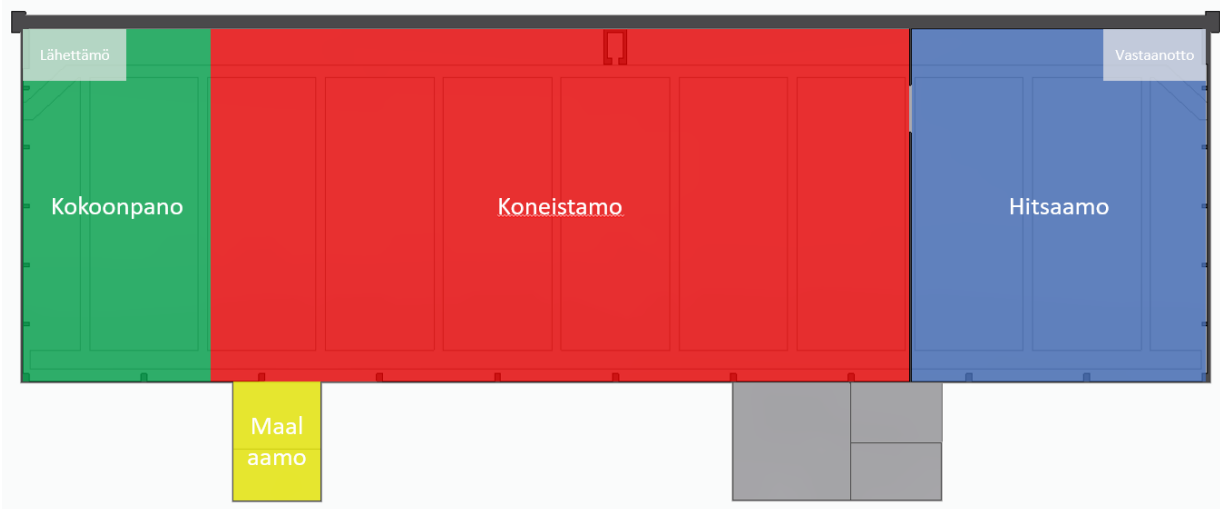 Lähettämö
Vastaanotto
Kokoonpano
Koneistamo
Hitsaamo
Maal
aamo